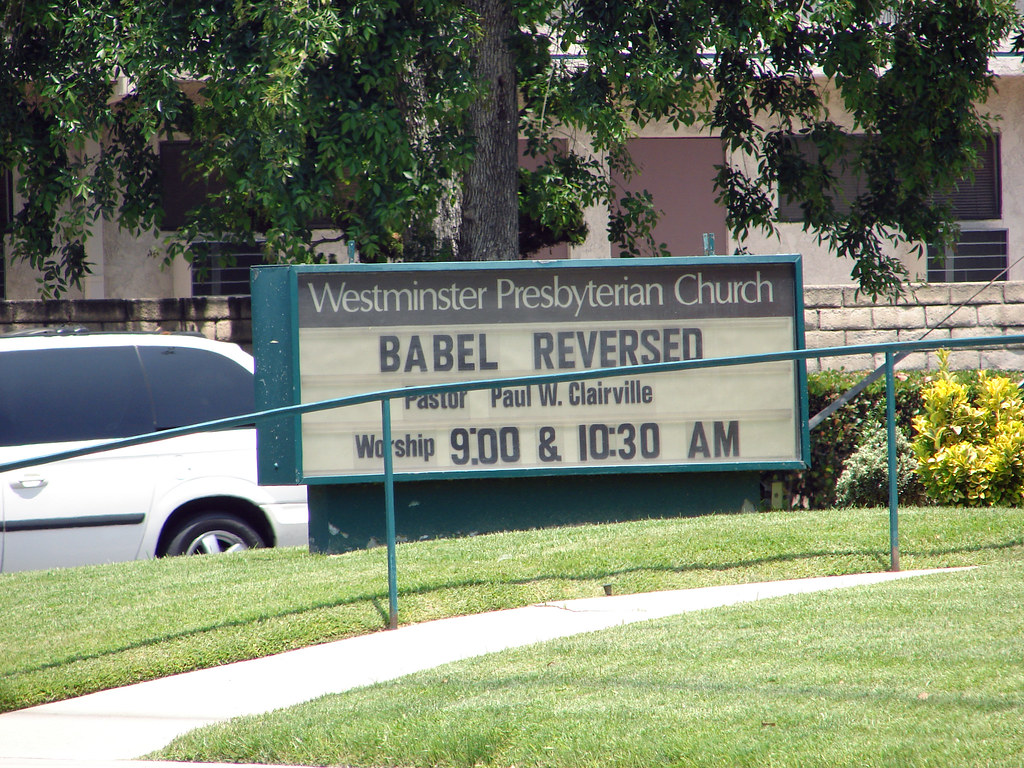 Westminster Presbyterian Church
BABEL REVERSED
Pastor Paul W. Clairville
Worship 9:00 & 10:30 AM